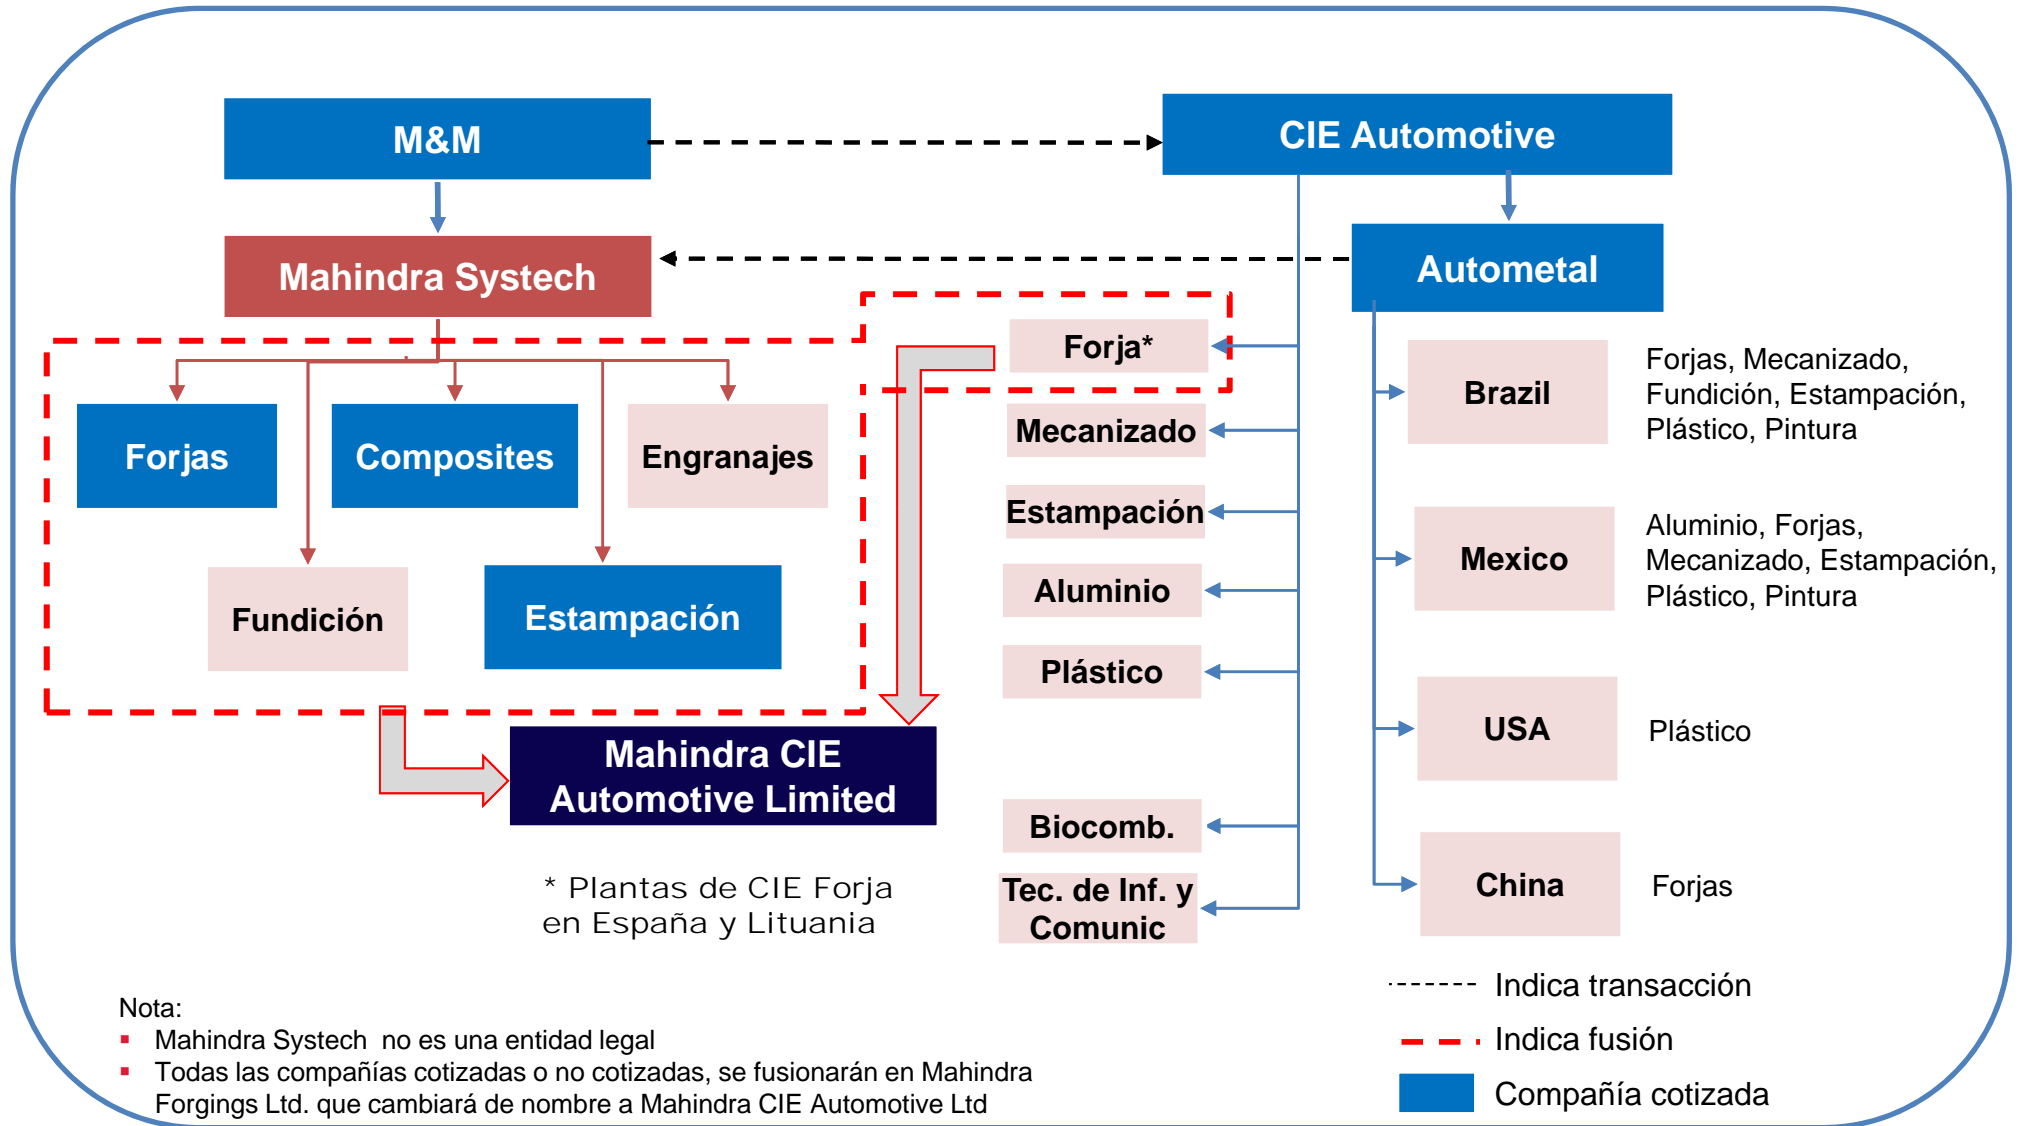 M&M
CIE Automotive
Mahindra Systech
Autometal
Forja*
Mecanizado
Estampación
Aluminio
Plástico
Biocomb.
Tec. de Inf. y
Comunic
Forjas
Composites
Engranajes
Fundición
Estampación
Mahindra CIE
Automotive Limited
* Plantas de CIE Forja
en España y Lituania
Brazil
Forjas, Mecanizado,
Fundición, Estampación,
Plástico, Pintura
Mexico
Aluminio, Forjas,
Mecanizado, Estampación,
Plástico, Pintura
USA
Plástico
China
Forjas
Nota:
Mahindra Systech  no es una entidad legal
Todas las compañías cotizadas o no cotizadas, se fusionarán en Mahindra
Forgings Ltd. que cambiará de nombre a Mahindra CIE Automotive Ltd
Indica transacción
Indica fusión
Compañía cotizada